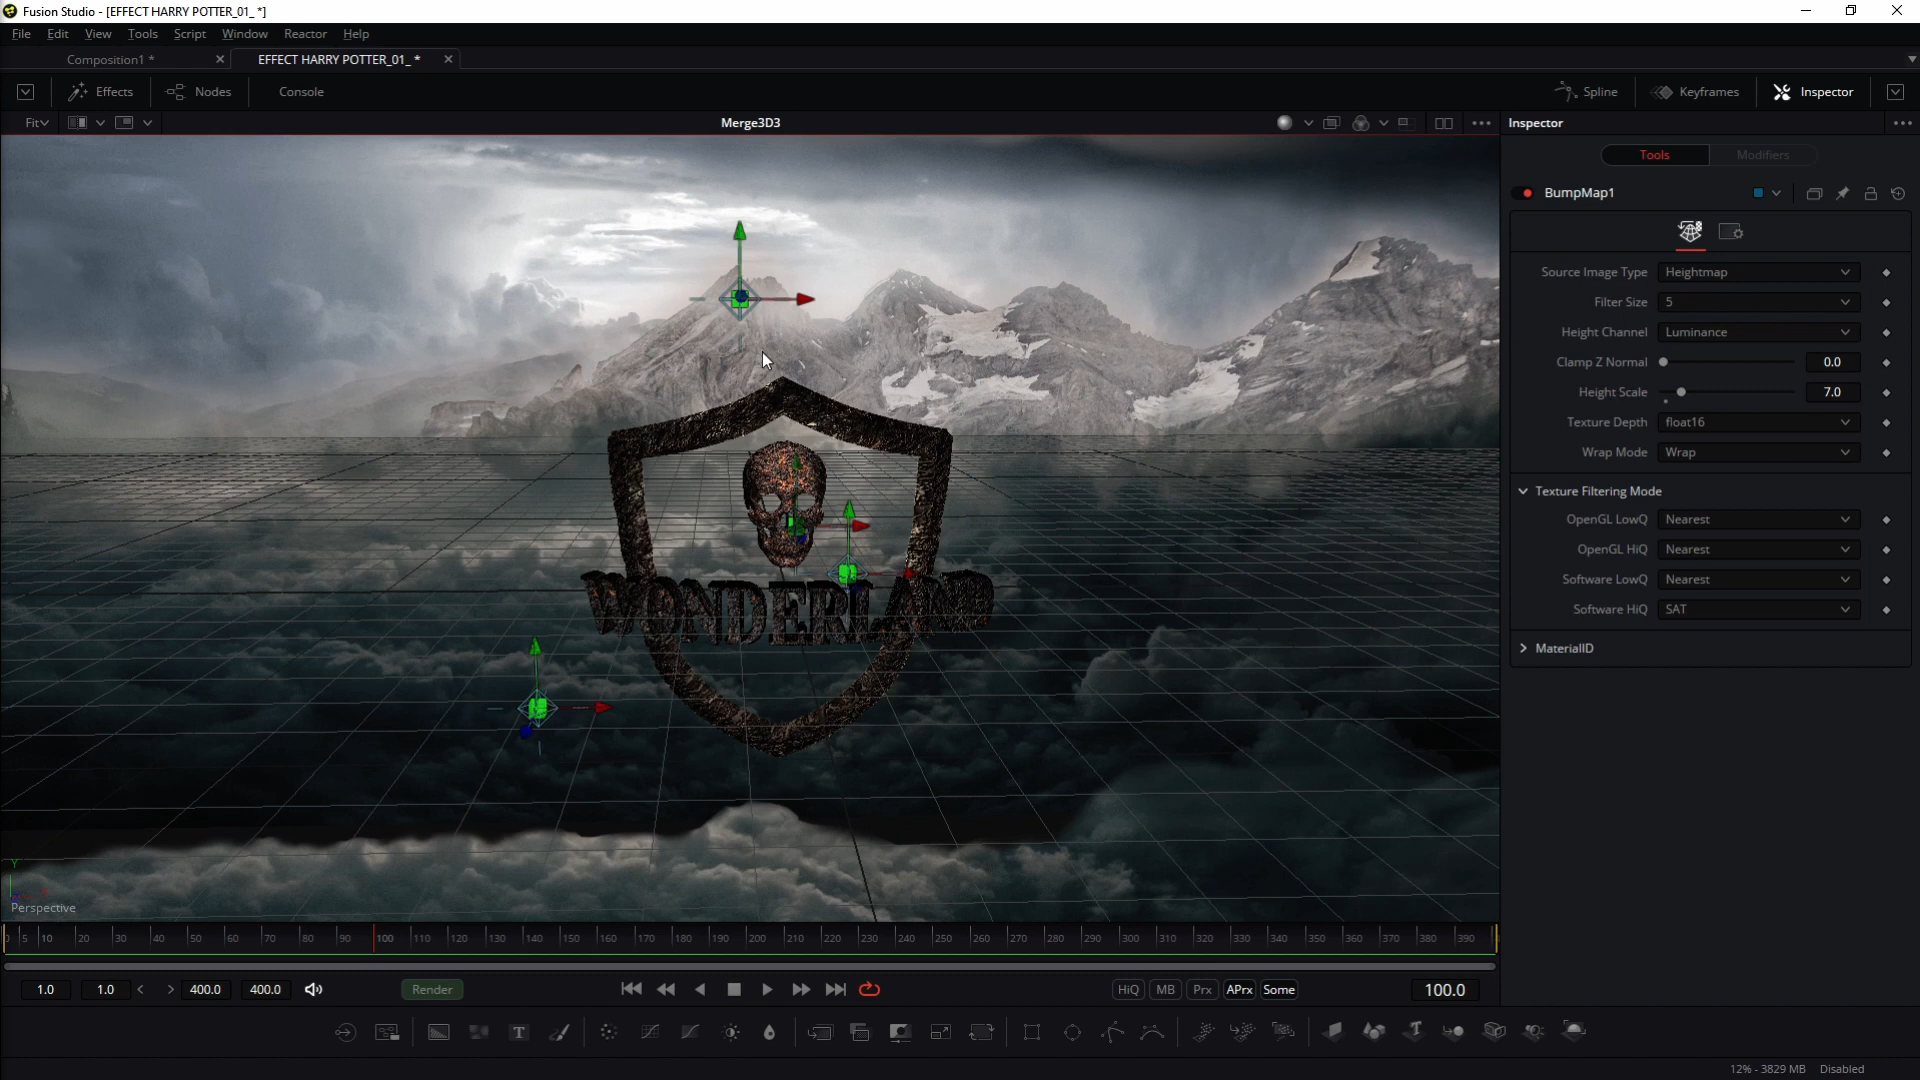 Fusion Studio - [EFFECT HARRY POTTER_01_ *]
File Edit View Tools Script Window Reactor Help
Composition1 * EFFECT HARRY POTTER_01_ *
Effects Nodes Console Spline Keyframes Inspector
Fit Merge3D3 Inspector
Tools Modifiers
BumpMap1
Source Image Type Heightmap
Filter Size 5
Height Channel Luminance
Clamp Z Normal 0.0
Height Scale 7.0
Texture Depth float16
Wrap Mode Wrap
Texture Filtering Mode
OpenGL LowQ Nearest
OpenGL HiQ Nearest
Software LowQ Nearest
Software HiQ SAT
MaterialID
WONDERLAND
Y
Perspective
0 5 10 20 30 40 50 60 70 80 90 100 110 120 130 140 150 160 170 180 190 200 210 220 230 240 250 260 270 280 290 300 310 320 330 340 350 360 370 380 390
1.0 1.0 < > 400.0 400.0 Render HiQ MB Prx APrx Some 100.0
12% - 3829 MB Disabled